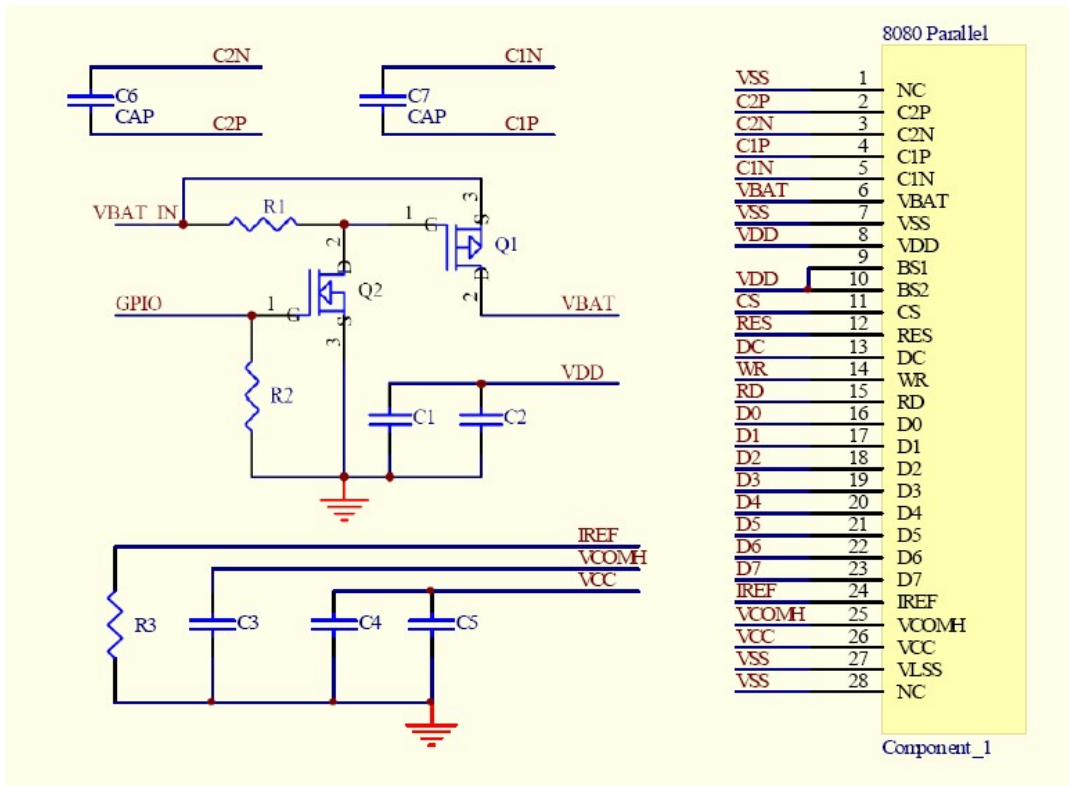 C2N
C6
CAP
C2P
C1N
C7
CAP
C1P
VBAT_IN
R1
1
G
3
S
Q1
D
2
VBAT
2
D
Q2
GPIO
1
G
S
3
R2
VDD
C1
C2
IREF
VCOMH
VCC
R3
C3
C4
C5
8080 Parallel
VSS 1 NC
C2P 2 C2P
C2N 3 C2N
C1P 4 C1P
C1N 5 C1N
VBAT 6 VBAT
VSS 7 VSS
VDD 8 VDD
9 BS1
VDD 10 BS2
CS 11 CS
RES 12 RES
DC 13 DC
WR 14 WR
RD 15 RD
D0 16 D0
D1 17 D1
D2 18 D2
D3 19 D3
D4 20 D4
D5 21 D5
D6 22 D6
D7 23 D7
IREF 24 IREF
VCOMH 25 VCOMH
VCC 26 VCC
VSS 27 VLSS
VSS 28 NC
Component_1